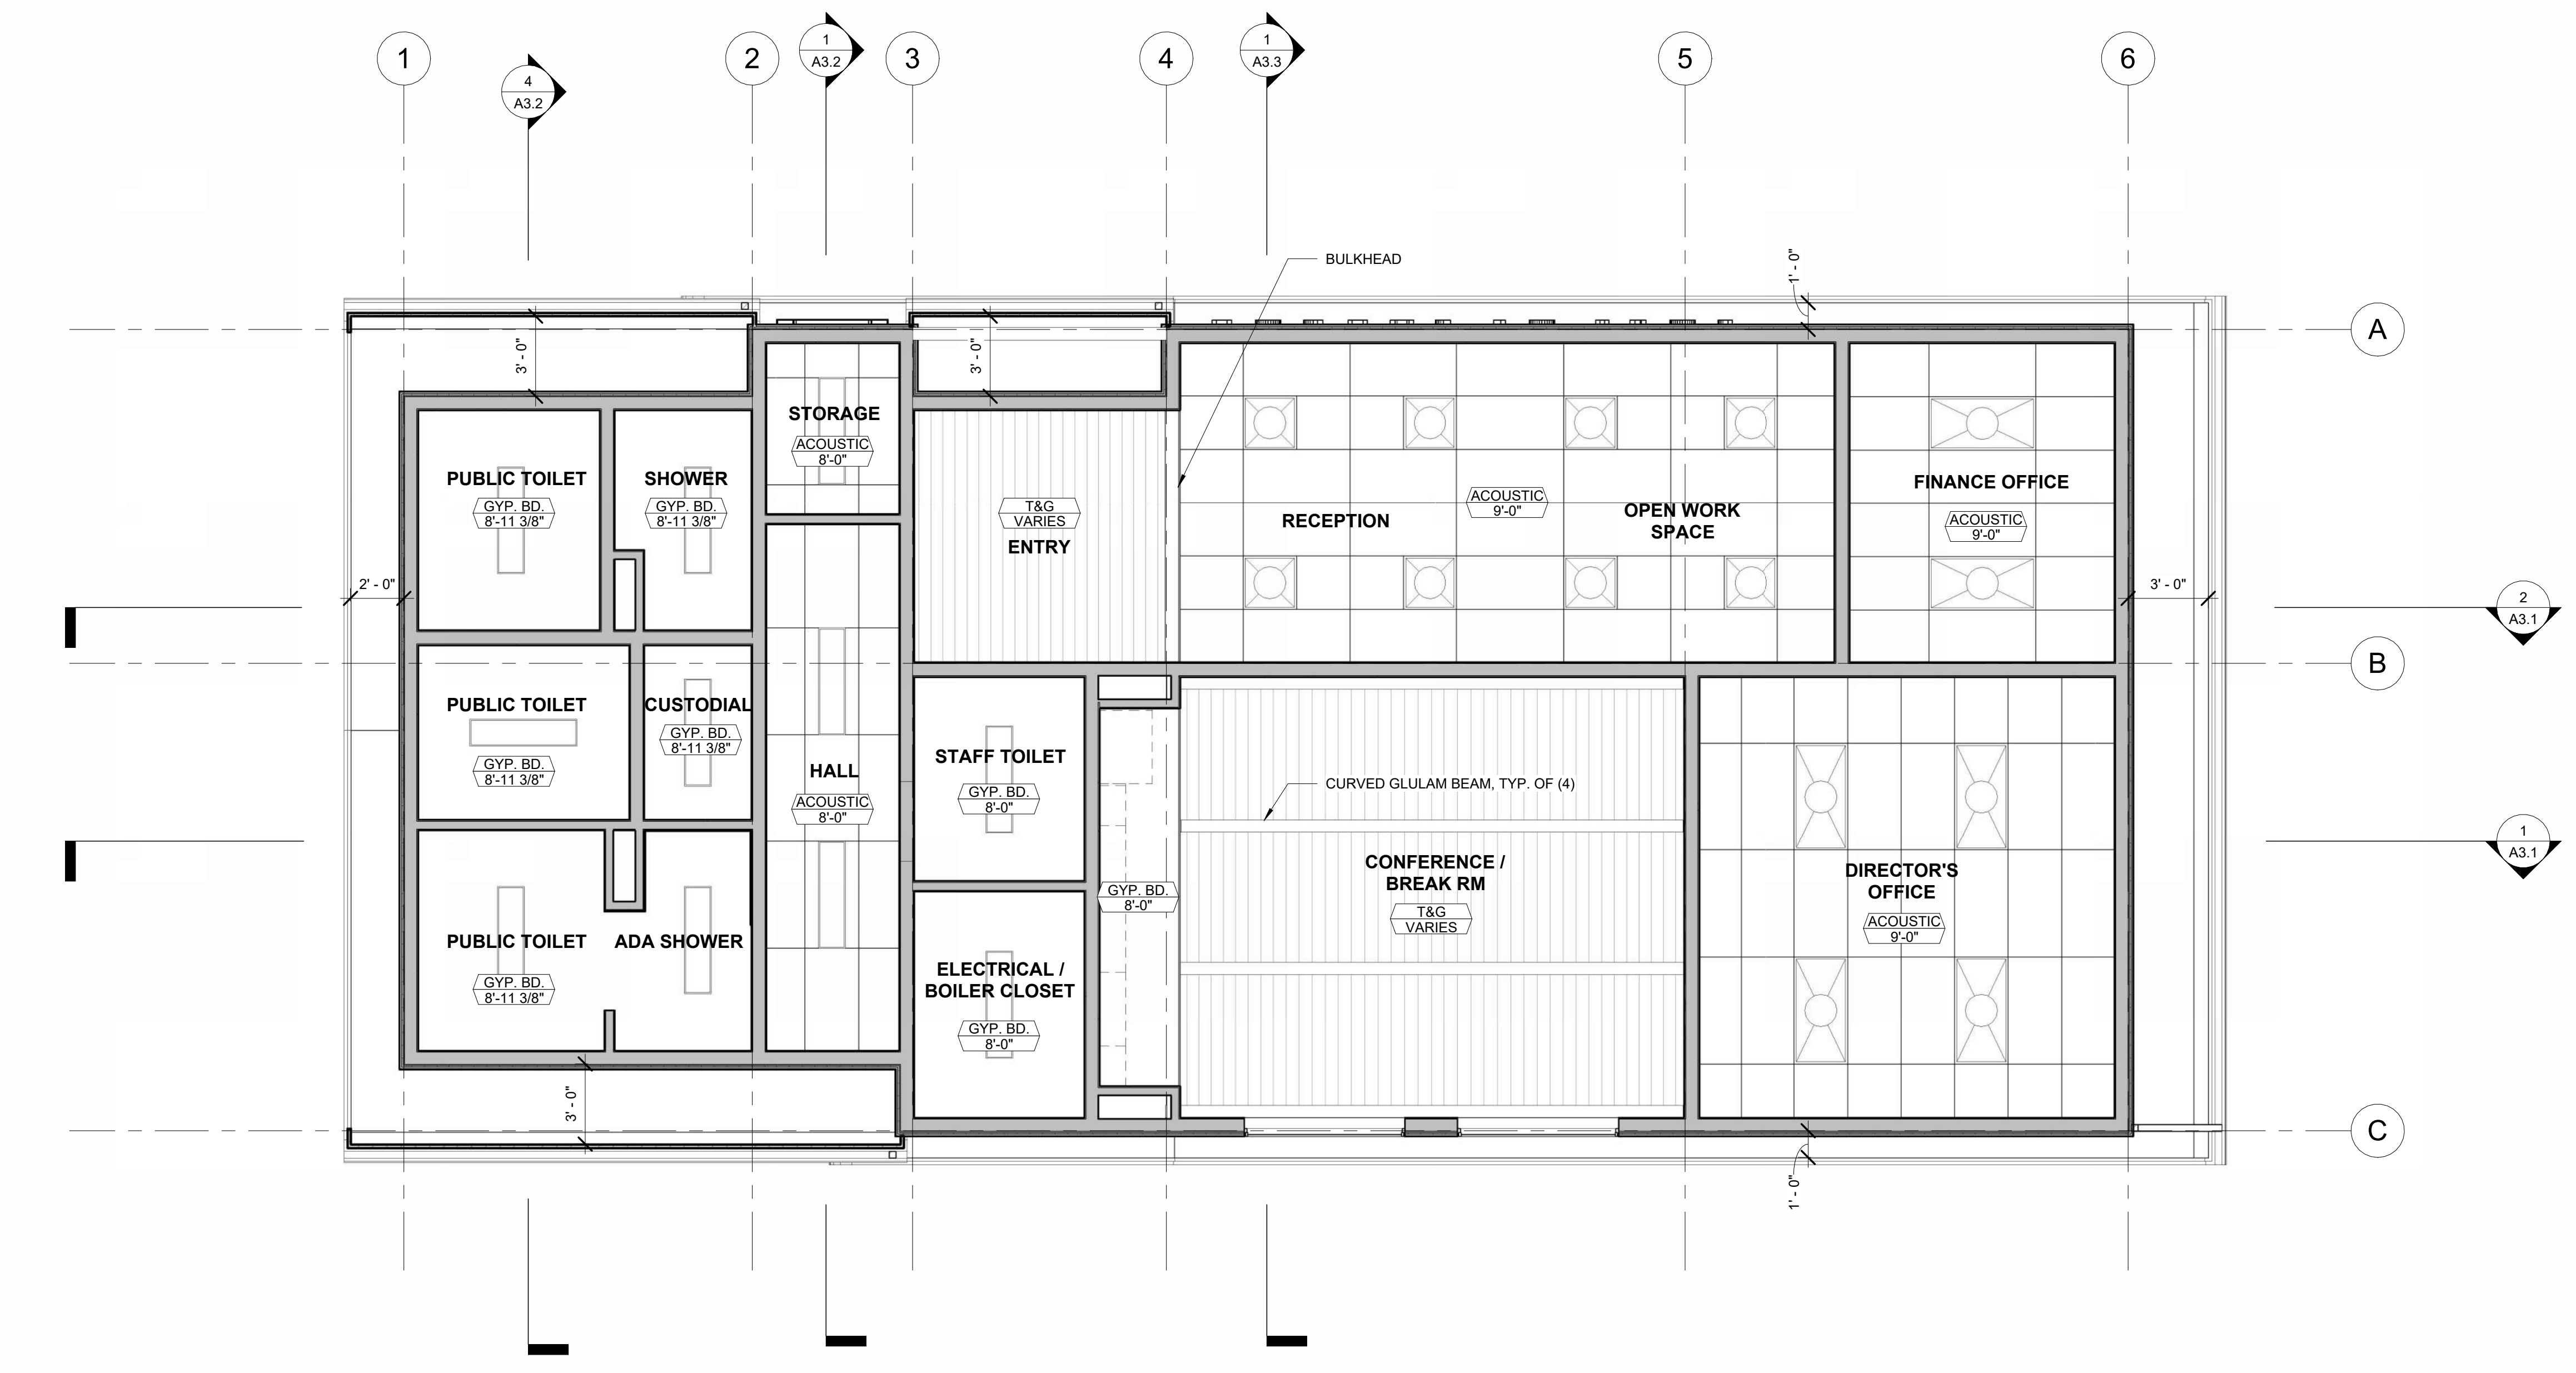 1
2
3
4
5
6
4
A3.2
1
A3.2
1
A3.3
BULKHEAD
1' - 0"
A
3' - 0"
3' - 0"
STORAGE
ACOUSTIC
8'-0"
PUBLIC TOILET
GYP. BD.
8'-11 3/8"
SHOWER
GYP. BD.
8'-11 3/8"
T&G
VARIES
ENTRY
RECEPTION
ACOUSTIC
9'-0"
OPEN WORK
SPACE
FINANCE OFFICE
ACOUSTIC
9'-0"
2' - 0"
3' - 0"
2
A3.1
B
PUBLIC TOILET
GYP. BD.
8'-11 3/8"
CUSTODIAL
GYP. BD.
8'-11 3/8"
HALL
ACOUSTIC
8'-0"
STAFF TOILET
GYP. BD.
8'-0"
CURVED GLULAM BEAM, TYP. OF (4)
1
A3.1
CONFERENCE /
BREAK RM
T&G
VARIES
GYP. BD.
8'-0"
DIRECTOR'S
OFFICE
ACOUSTIC
9'-0"
PUBLIC TOILET
GYP. BD.
8'-11 3/8"
ADA SHOWER
ELECTRICAL /
BOILER CLOSET
GYP. BD.
8'-0"
3' - 0"
C
1' - 0"